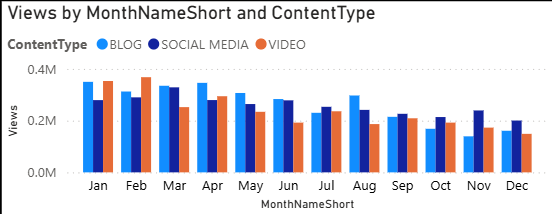 Views by MonthNameShort and ContentType
ContentType BLOG SOCIAL MEDIA VIDEO
0.4M
0.2M
0.0M
Views
Jan Feb Mar Apr May Jun Jul Aug Sep Oct Nov Dec
MonthNameShort